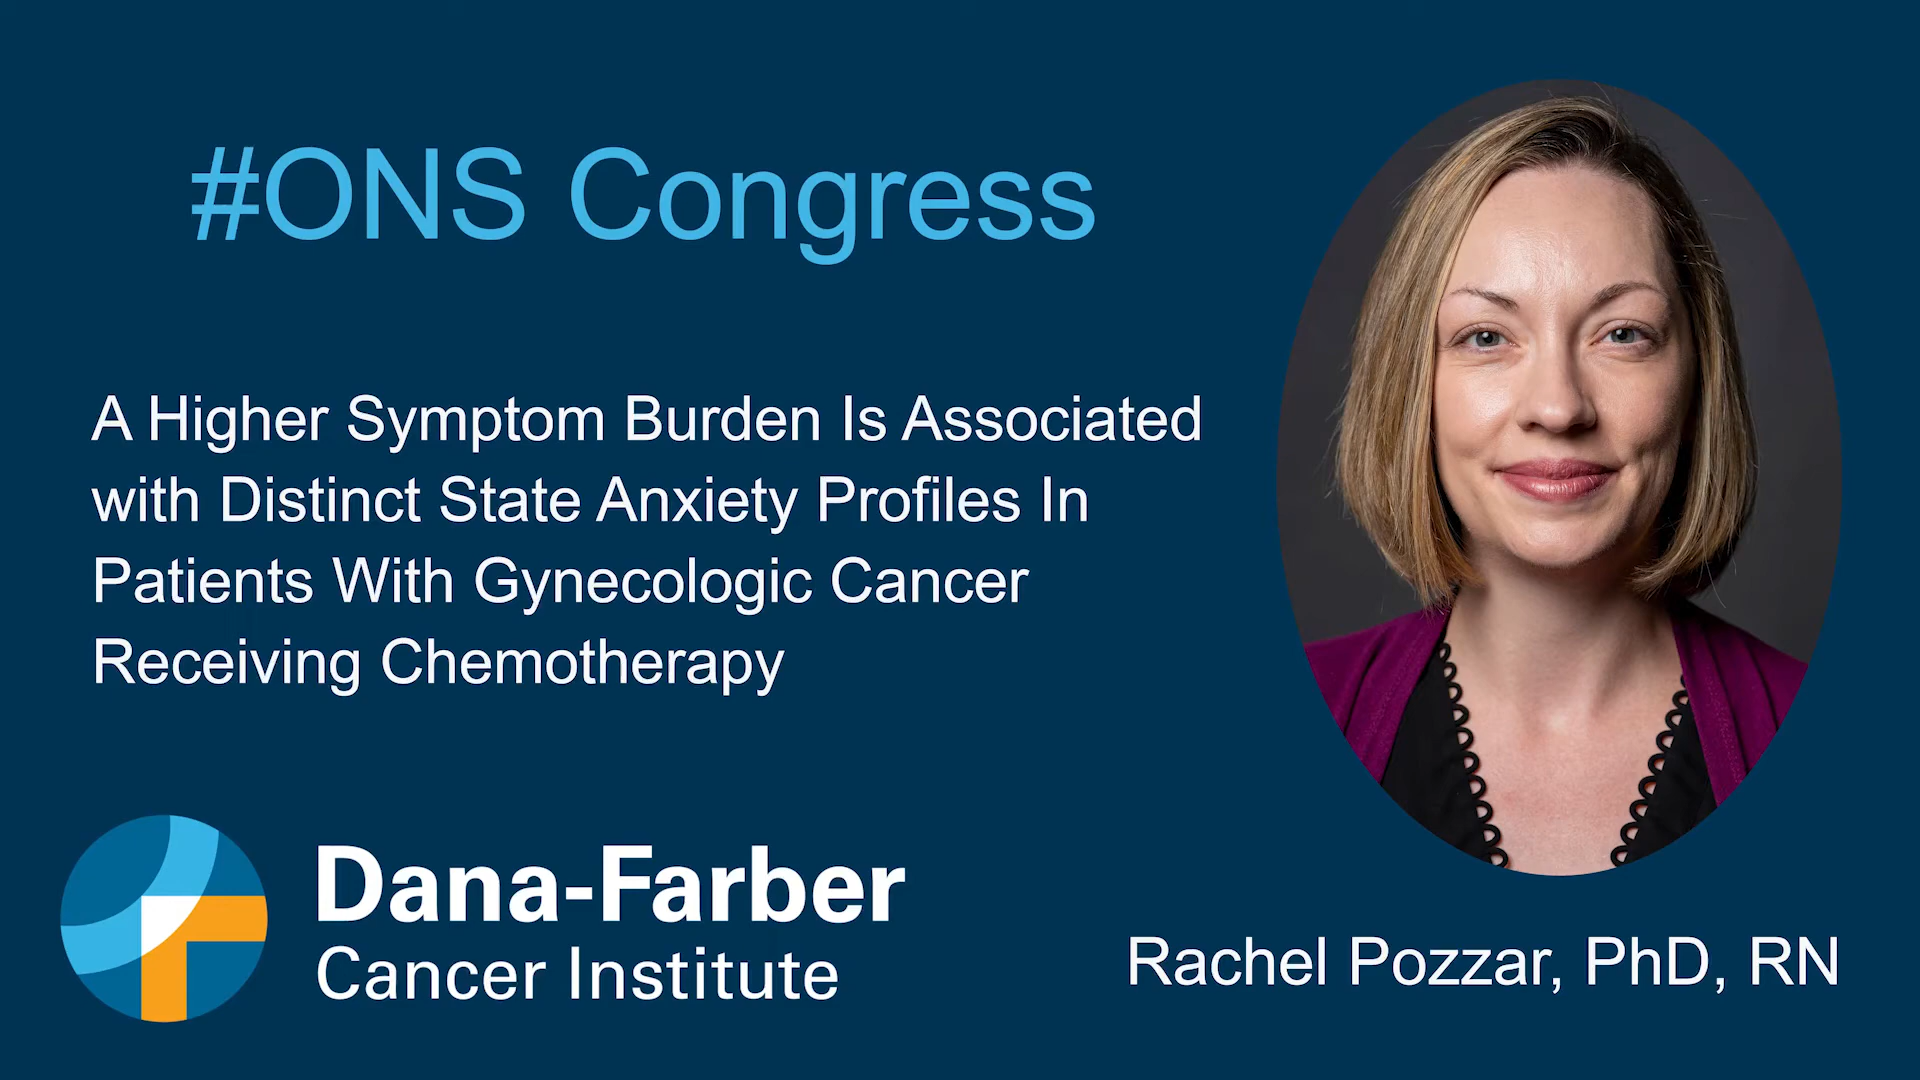 #ONS Congress
A Higher Symptom Burden Is Associated
with Distinct State Anxiety Profiles In
Patients With Gynecologic Cancer
Receiving Chemotherapy
Dana-Farber
Cancer Institute
Rachel Pozzar, PhD, RN